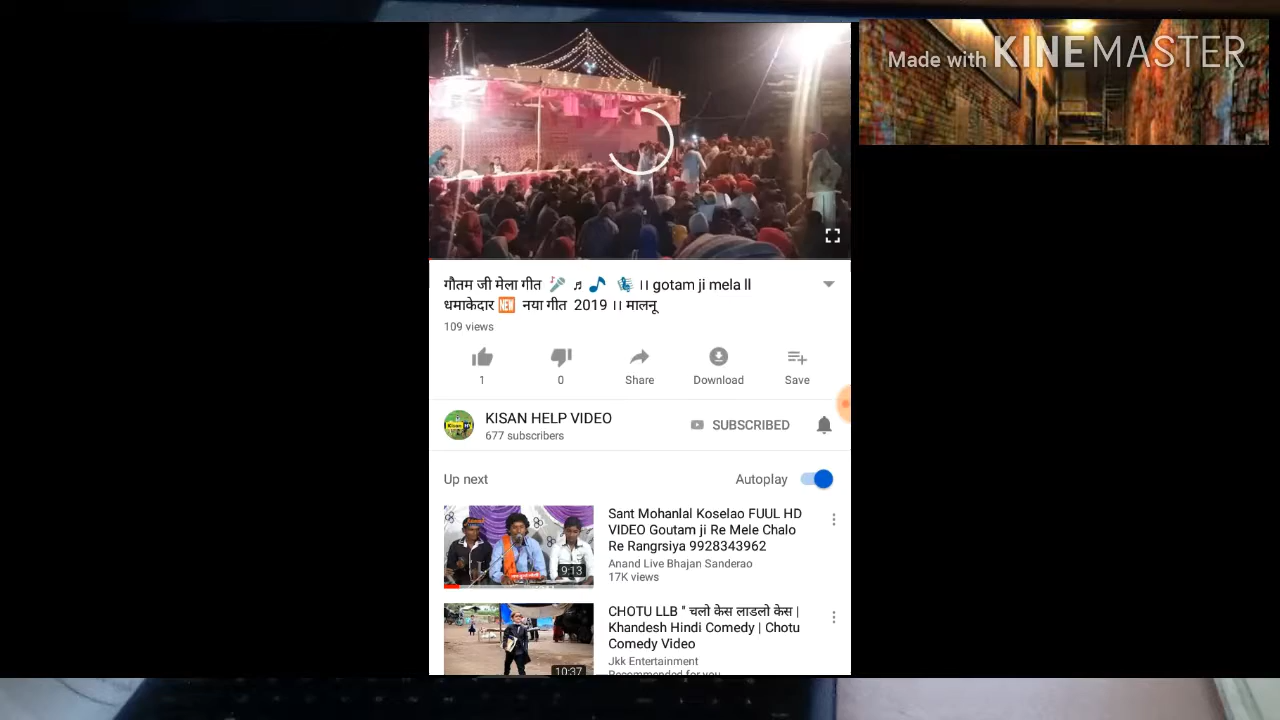 Made with KINEMASTER
गौतम जी मेला गीत 🎤 ♬ 🎵 🎼 ।। gotam ji mela ll
धमाकेदार 🆕 नया गीत 2019 ।। मालनू
109 views
1
0
Share
Download
Save
KISAN HELP VIDEO
677 subscribers
SUBSCRIBED
Up next
Autoplay
Sant Mohanlal Koselao FUUL HD
VIDEO Goutam ji Re Mele Chalo
Re Rangrsiya 9928343962
Anand Live Bhajan Sanderao
17K views
9:13
CHOTU LLB " चलो केस लाडलो केस |
Khandesh Hindi Comedy | Chotu
Comedy Video
Jkk Entertainment
Recommended for you
10:37